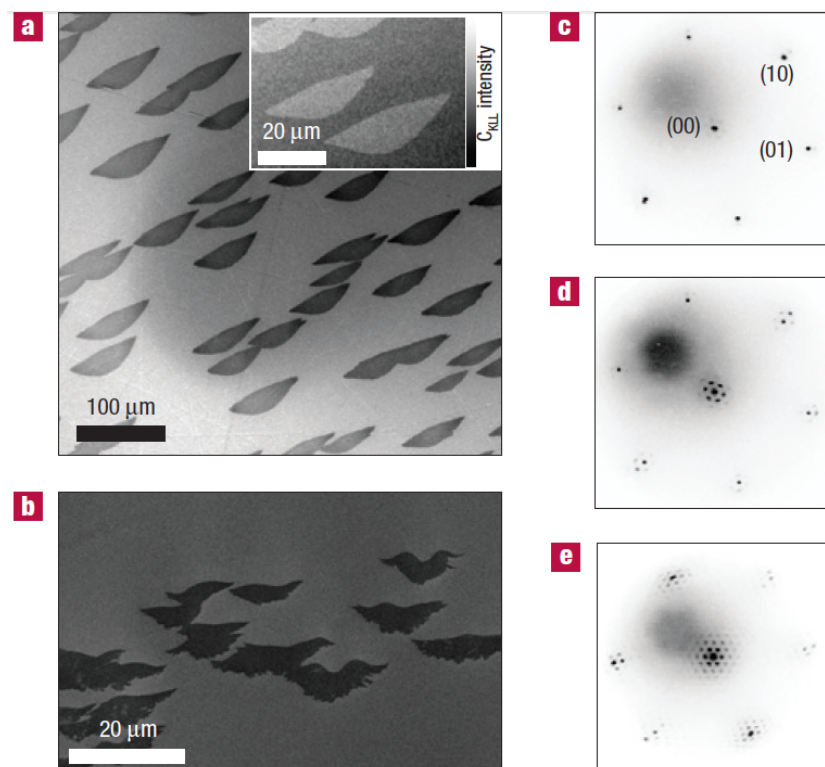 a
20 μm
C_KLL intensity
100 μm
b
20 μm
c
(10)
(00)
(01)
d
e